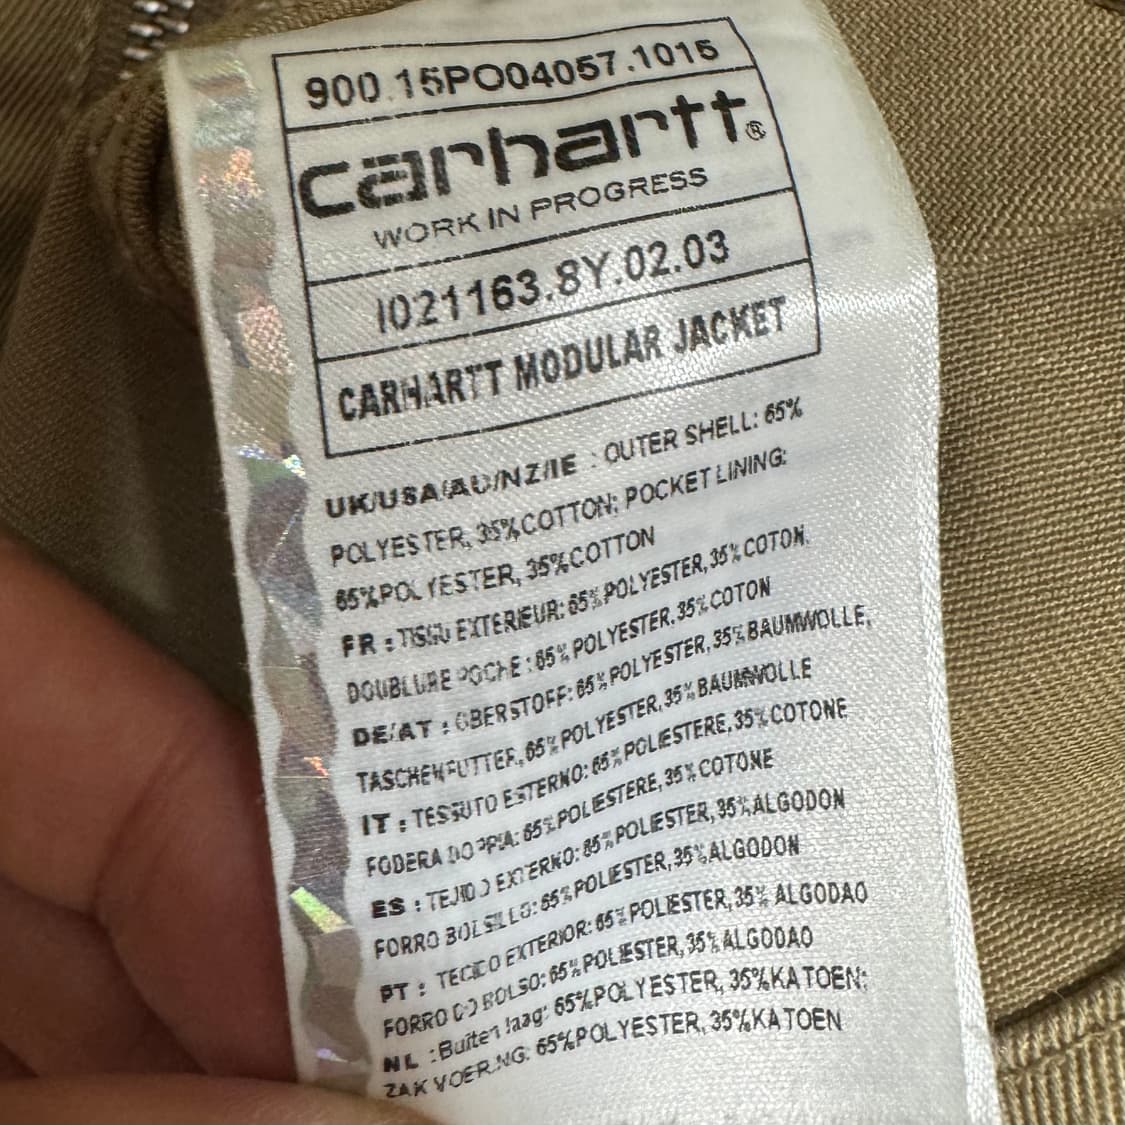 900.15PO04057.1015
carhartt®
WORK IN PROGRESS
I021163.8Y.02.03
CARHARTT MODULAR JACKET
UK/USA/AU/NZ/IE : OUTER SHELL: 65%
POLYESTER, 35%COTTON; POCKET LINING:
65%POLYESTER, 35%COTTON
FR : TISSU EXTERIEUR: 65%POLYESTER, 35%COTON,
DOUBLURE POCHE : 65%POLYESTER, 35%COTON
DE/AT : OBERSTOFF: 65%POLYESTER, 35%BAUMWOLLE,
TASCHENFUTTER, 65%POLYESTER, 35%BAUMWOLLE
IT : TESSUTO ESTERNO: 65%POLIESTERE, 35%COTONE
FODERA DOPPIA: 65%POLIESTERE, 35%COTONE
ES : TEJIDO EXTERNO: 65%POLIESTER, 35%ALGODON
FORRO BOLSILLO: 65%POLIESTER, 35%ALGODON
PT : TECIDO EXTERIOR: 65%POLIESTER, 35% ALGODAO
FORRO DO BOLSO: 65%POLIESTER, 35%ALGODAO
NL : Buiten laag: 65%POLYESTER, 35%KATOEN:
ZAK VOERING: 65%POLYESTER, 35%KATOEN